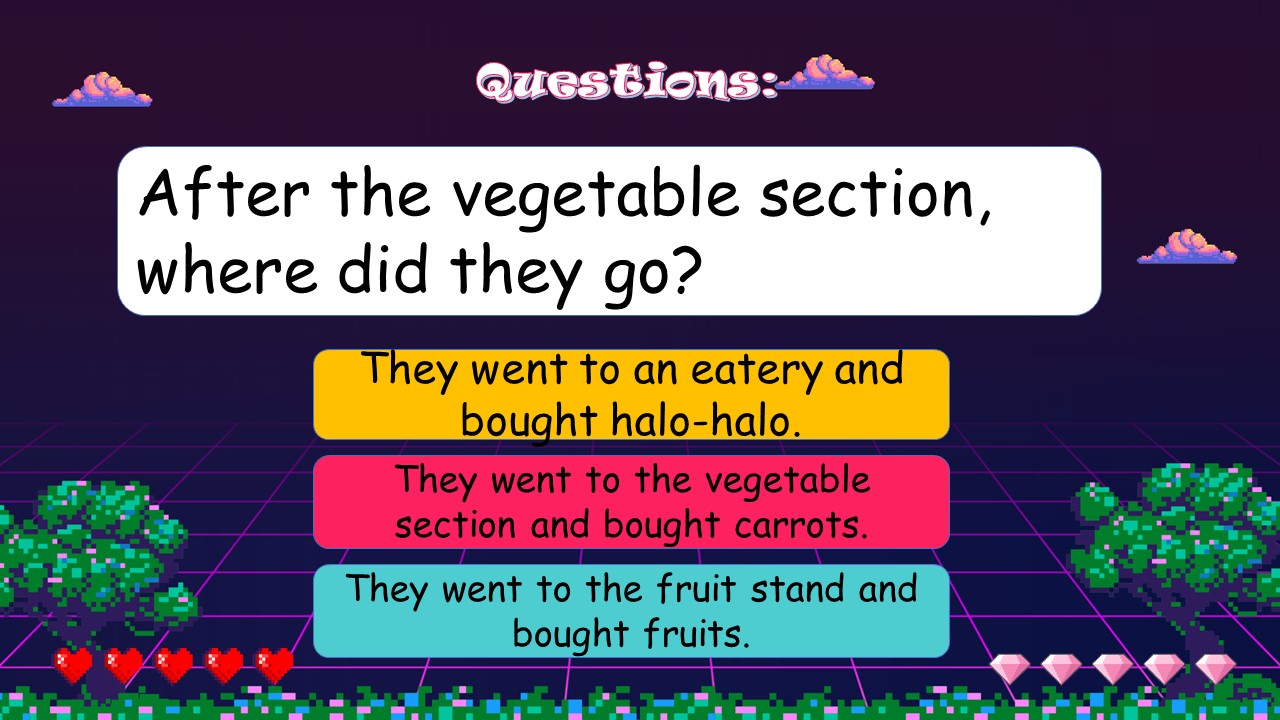 Questions:
After the vegetable section,
where did they go?
They went to an eatery and
bought halo-halo.
They went to the vegetable
section and bought carrots.
They went to the fruit stand and
bought fruits.